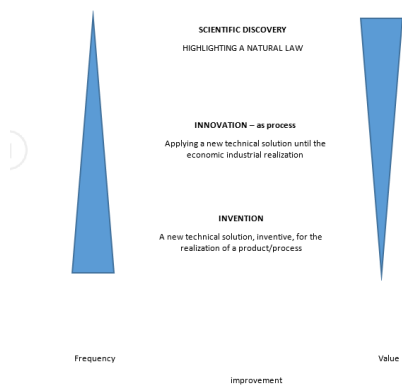 SCIENTIFIC DISCOVERY
HIGHLIGHTING A NATURAL LAW
INNOVATION – as process
Applying a new technical solution until the
economic industrial realization
INVENTION
A new technical solution, inventive, for the
realization of a product/process
Frequency
Value
improvement